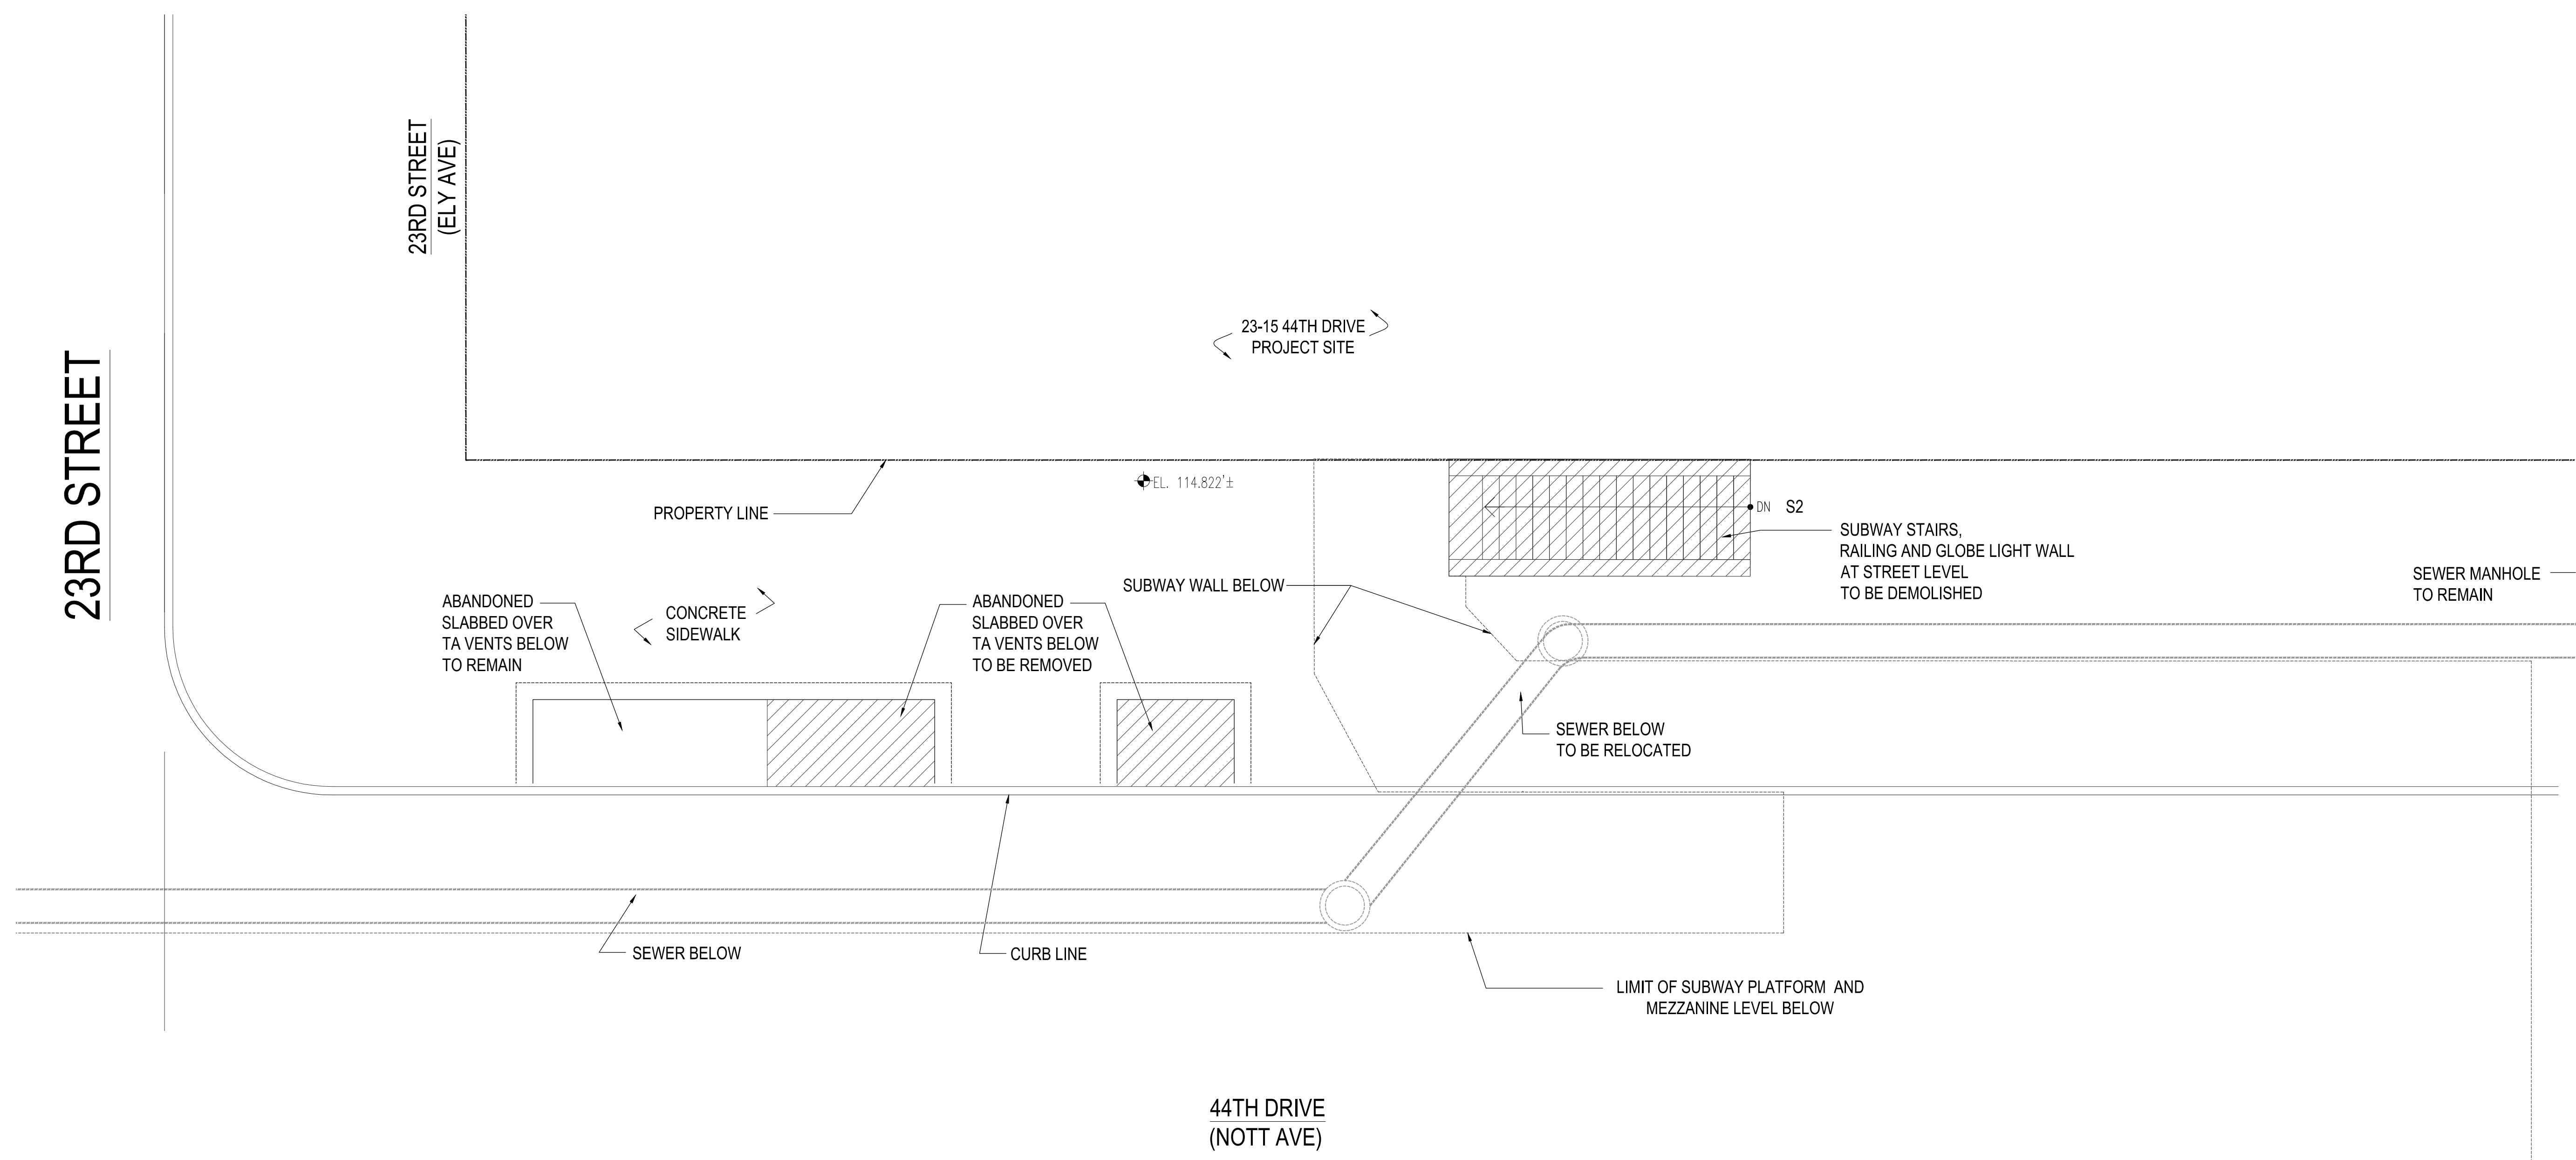 23RD STREET
23RD STREET
(ELY AVE)
23-15 44TH DRIVE
PROJECT SITE
EL. 114.822'±
PROPERTY LINE
DN S2
SUBWAY STAIRS,
RAILING AND GLOBE LIGHT WALL
AT STREET LEVEL
TO BE DEMOLISHED
SEWER MANHOLE
TO REMAIN
SUBWAY WALL BELOW
ABANDONED
SLABBED OVER
TA VENTS BELOW
TO REMAIN
CONCRETE
SIDEWALK
ABANDONED
SLABBED OVER
TA VENTS BELOW
TO BE REMOVED
SEWER BELOW
TO BE RELOCATED
SEWER BELOW
CURB LINE
LIMIT OF SUBWAY PLATFORM AND
MEZZANINE LEVEL BELOW
44TH DRIVE
(NOTT AVE)